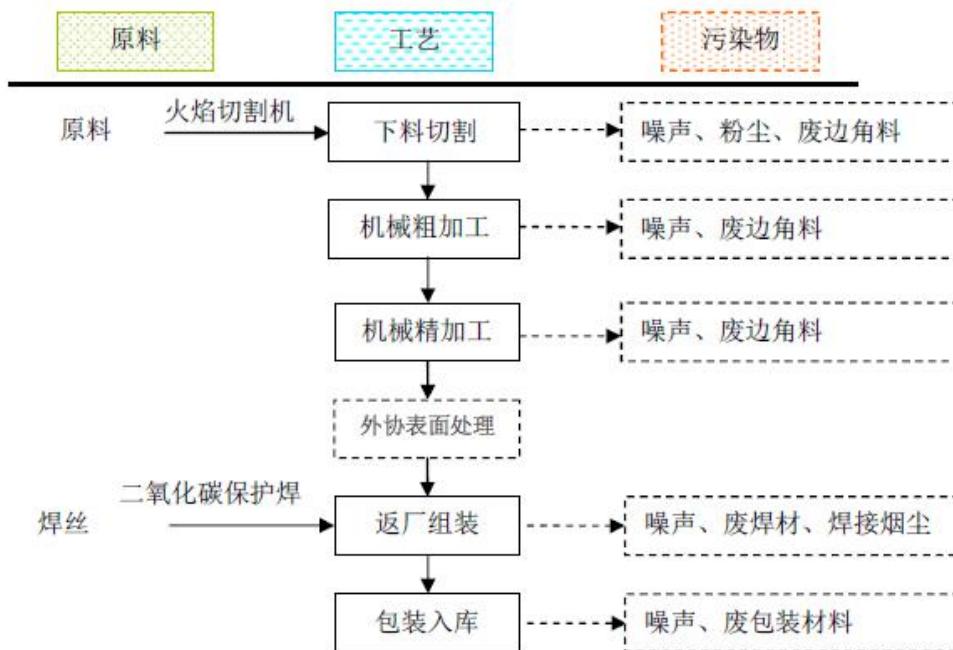 原料 工艺 污染物
火焰切割机
原料 下料切割 噪声、粉尘、废边角料
机械粗加工 噪声、废边角料
机械精加工 噪声、废边角料
外协表面处理
二氧化碳保护焊
焊丝 返厂组装 噪声、废焊材、焊接烟尘
包装入库 噪声、废包装材料